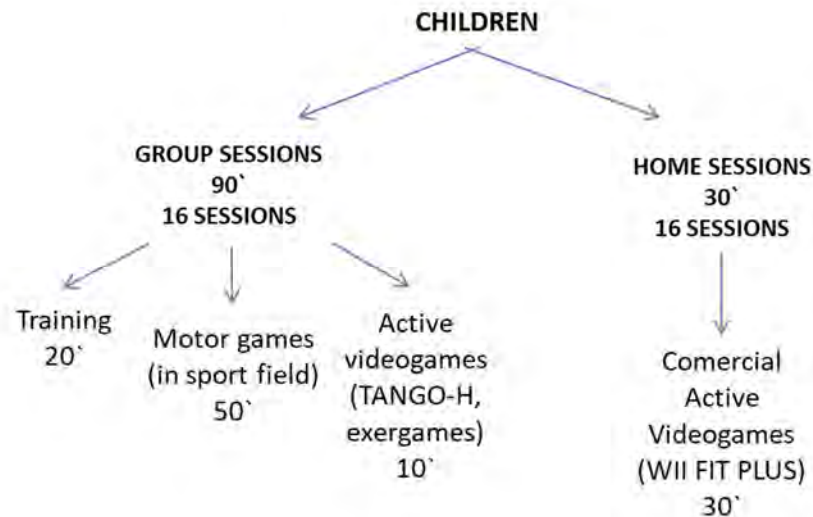 CHILDREN
GROUP SESSIONS
90`
16 SESSIONS
HOME SESSIONS
30`
16 SESSIONS
Training
20`
Motor games
(in sport field)
50`
Active
videogames
(TANGO-H,
exergames)
10`
Comercial
Active
Videogames
(WII FIT PLUS)
30`